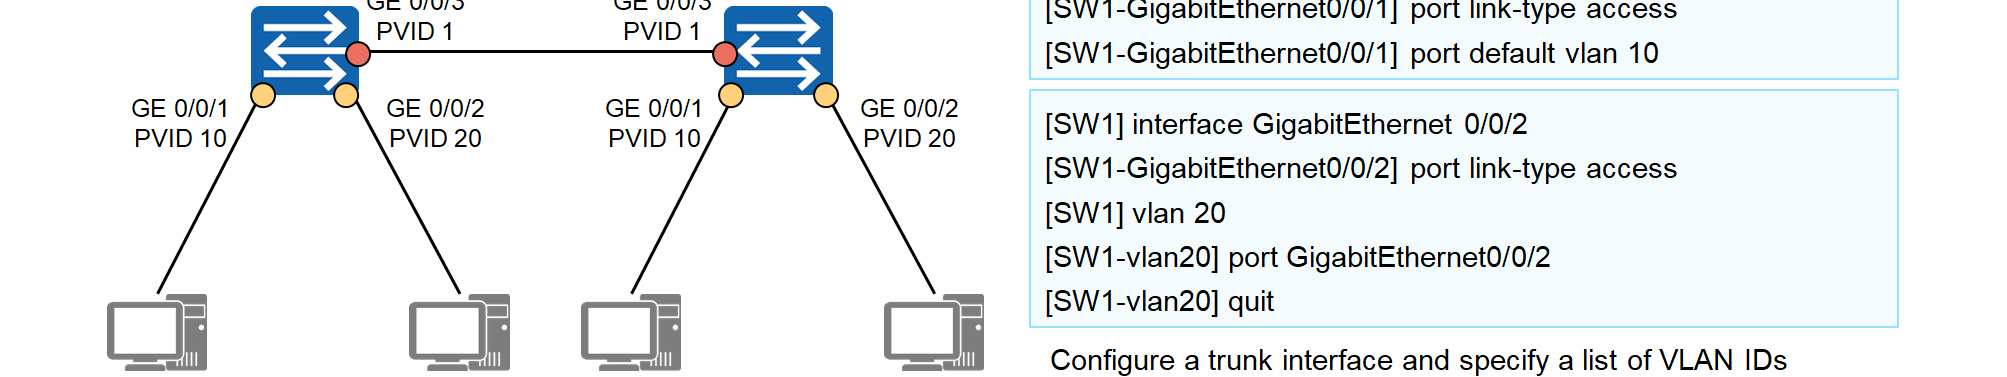 GE 0/0/3
PVID 1
GE 0/0/3
PVID 1
GE 0/0/1
PVID 10
GE 0/0/2
PVID 20
GE 0/0/1
PVID 10
GE 0/0/2
PVID 20
[SW1-GigabitEthernet0/0/1] port link-type access
[SW1-GigabitEthernet0/0/1] port default vlan 10
[SW1] interface GigabitEthernet 0/0/2
[SW1-GigabitEthernet0/0/2] port link-type access
[SW1] vlan 20
[SW1-vlan20] port GigabitEthernet0/0/2
[SW1-vlan20] quit
Configure a trunk interface and specify a list of VLAN IDs